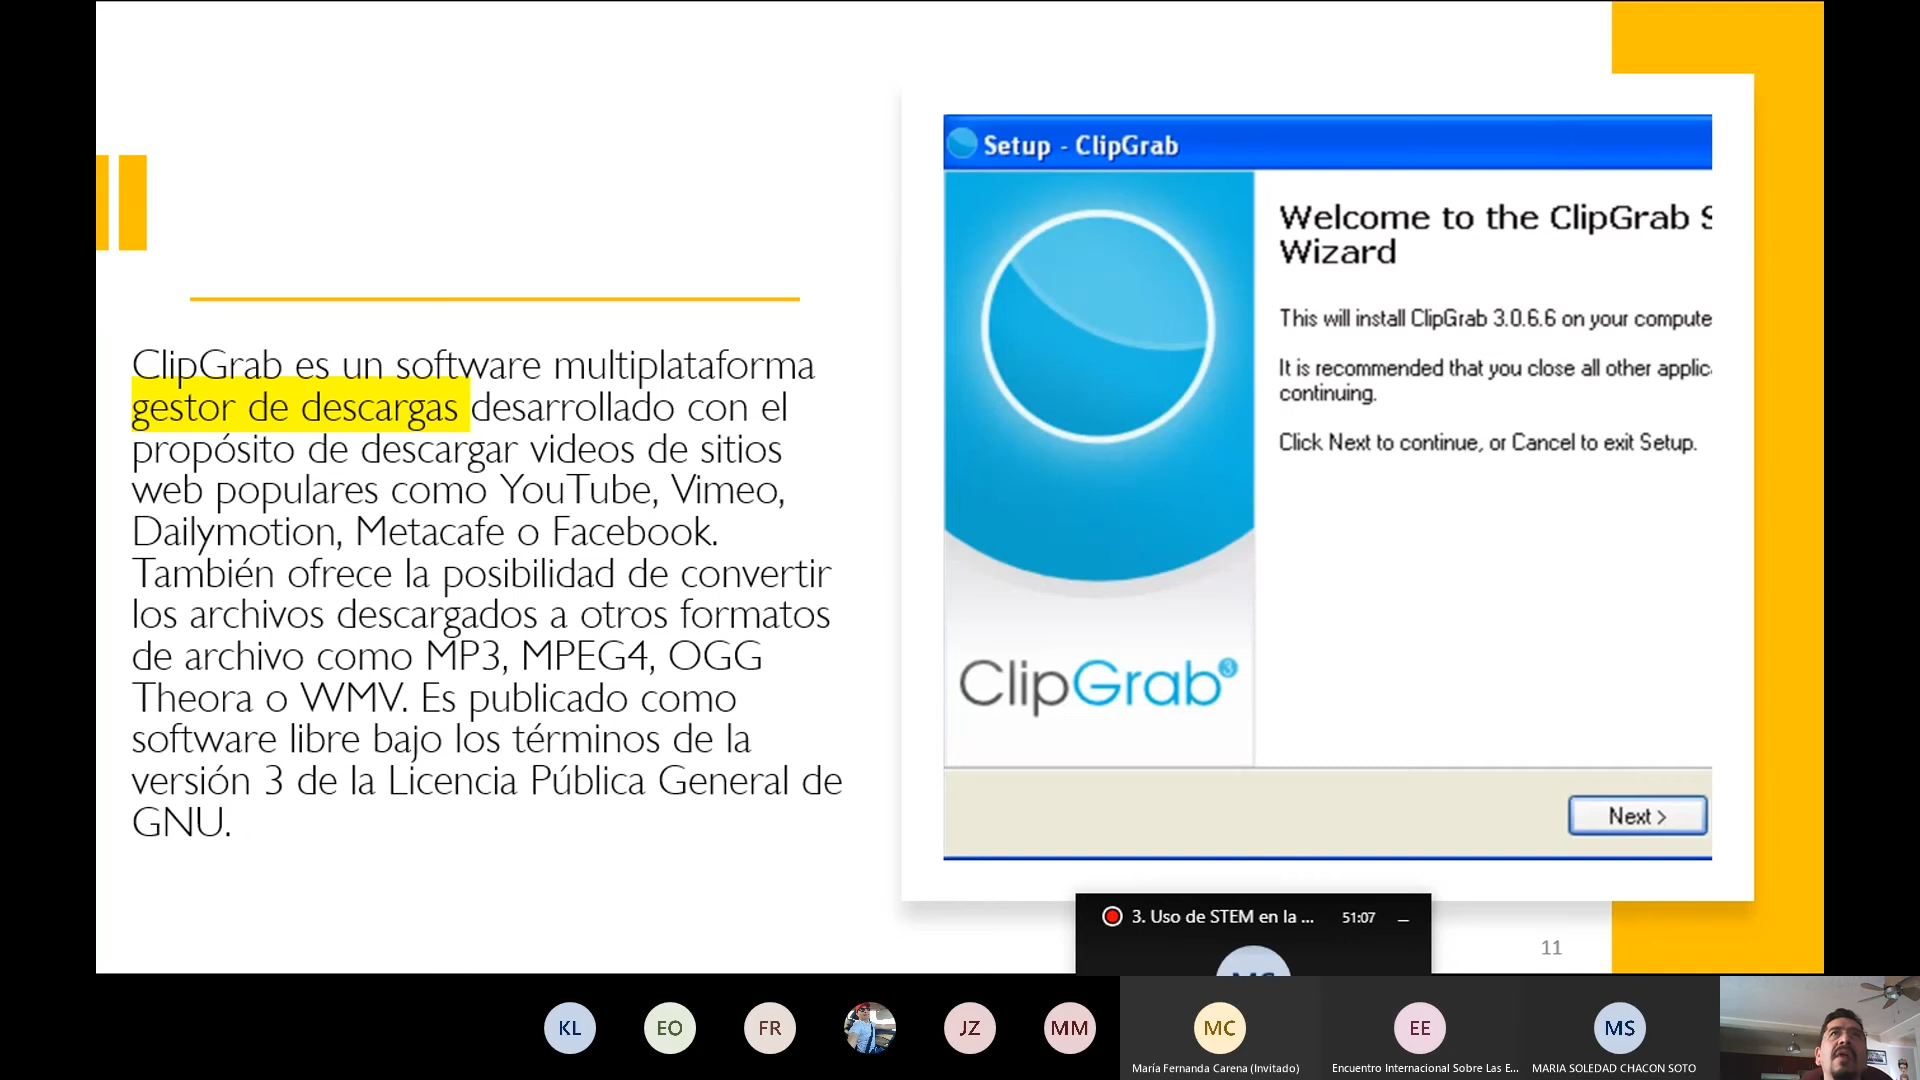 ClipGrab es un software multiplataforma
gestor de descargas desarrollado con el
propósito de descargar videos de sitios
web populares como YouTube, Vimeo,
Dailymotion, Metacafe o Facebook.
También ofrece la posibilidad de convertir
los archivos descargados a otros formatos
de archivo como MP3, MPEG4, OGG
Theora o WMV. Es publicado como
software libre bajo los términos de la
versión 3 de la Licencia Pública General de
GNU.
Setup - ClipGrab
Welcome to the ClipGrab S
Wizard
This will install ClipGrab 3.0.6.6 on your compute
It is recommended that you close all other applic
continuing.
Click Next to continue, or Cancel to exit Setup.
ClipGrab 3
Next >
3. Uso de STEM en la ... 51:07
MS
11
KL EO FR JZ MM MC EE MS
María Fernanda Carena (Invitado) Encuentro Internacional Sobre Las E... MARIA SOLEDAD CHACON SOTO